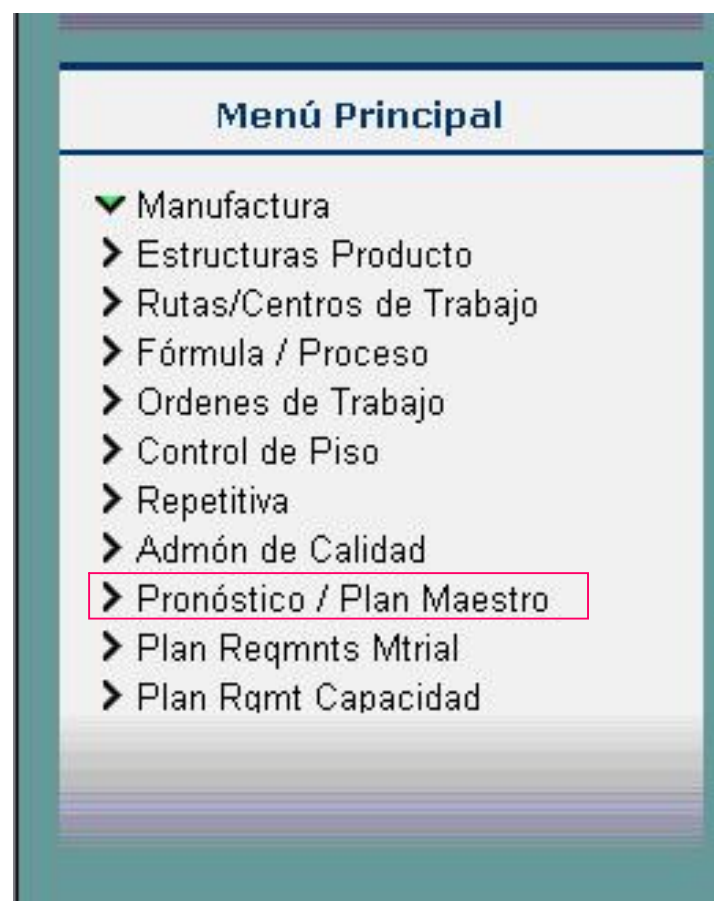 Menú Principal
Manufactura
Estructuras Producto
Rutas/Centros de Trabajo
Fórmula / Proceso
Ordenes de Trabajo
Control de Piso
Repetitiva
Admón de Calidad
Pronóstico / Plan Maestro
Plan Reqmnts Mtrial
Plan Rqmt Capacidad